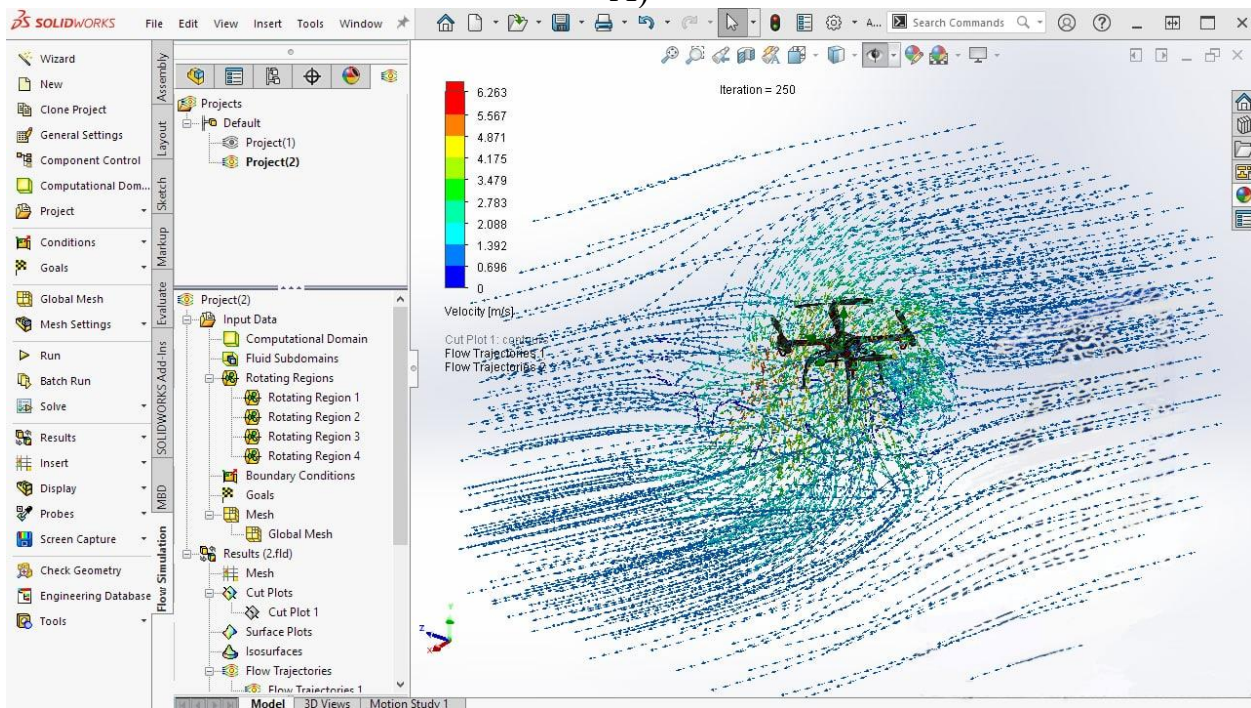 SOLIDWORKS File Edit View Insert Tools Window A... Search Commands
Wizard
New
Clone Project
General Settings
Component Control
Computational Dom...
Project
Conditions
Goals
Global Mesh
Mesh Settings
Run
Batch Run
Solve
Results
Insert
Display
Probes
Screen Capture
Check Geometry
Engineering Database
Tools
Assembly
Layout
Sketch
Markup
Evaluate
SOLIDWORKS Add-Ins
MBD
Flow Simulation
Projects
Default
Project(1)
Project(2)
Project(2)
Input Data
Computational Domain
Fluid Subdomains
Rotating Regions
Rotating Region 1
Rotating Region 2
Rotating Region 3
Rotating Region 4
Boundary Conditions
Goals
Mesh
Global Mesh
Results (2.fld)
Mesh
Cut Plots
Cut Plot 1
Surface Plots
Isosurfaces
Flow Trajectories
Flow Trajectories 1
6.263
5.567
4.871
4.175
3.479
2.783
2.088
1.392
0.696
0
Velocity [m/s]
Cut Plot 1: contours
Flow Trajectories 1
Flow Trajectories 2
Iteration = 250
Y
Z
X
Model 3D Views Motion Study 1